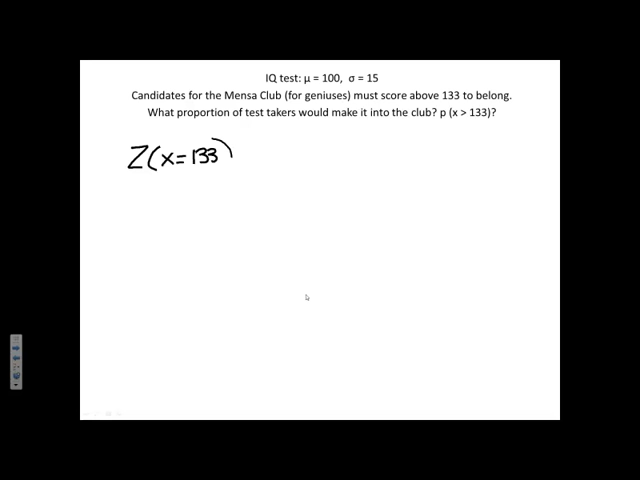 IQ test: μ = 100,  σ = 15
Candidates for the Mensa Club (for geniuses) must score above 133 to belong.
What proportion of test takers would make it into the club? p (x > 133)?
Z(x=133)